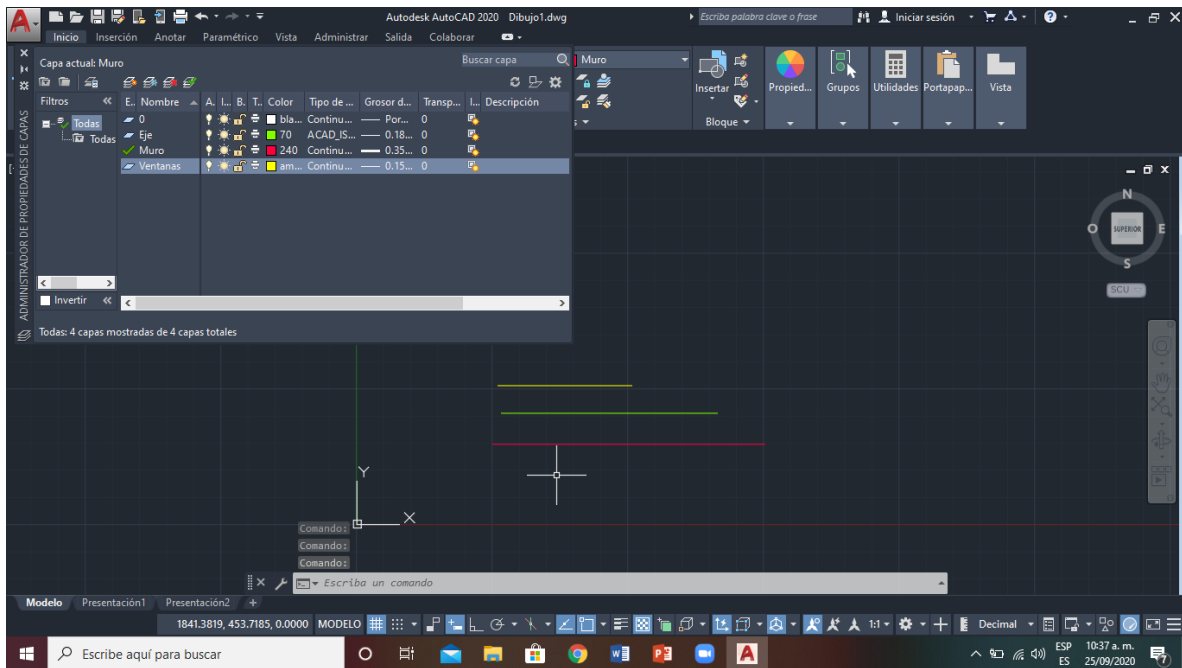 Autodesk AutoCAD 2020 Dibujo1.dwg
Escriba palabra clave o frase
Iniciar sesión
Inicio Inserción Anotar Paramétrico Vista Administrar Salida Colaborar
Capa actual: Muro
Buscar capa
Muro
Insertar
Propied... Grupos Utilidades Portapap... Vista
Bloque
Filtros
E.. Nombre A. I... B. T.. Color Tipo de ... Grosor d... Transp... I... Descripción
Todas
Todas
0 bla... Continu... Por... 0
Eje 70 ACAD_IS... 0.18... 0
Muro 240 Continu... 0.35... 0
Ventanas am... Continu... 0.15... 0
Invertir
Todas: 4 capas mostradas de 4 capas totales
ADMINISTRADOR DE PROPIEDADES DE CAPAS
N
O SUPERIOR E
S
SCU
Y
X
Comando:
Comando:
Comando:
Escriba un comando
Modelo Presentación1 Presentación2 +
1841.3819, 453.7185, 0.0000 MODELO
1:1
Decimal
Escribe aquí para buscar
ESP
ES
10:37 a. m.
25/09/2020
7